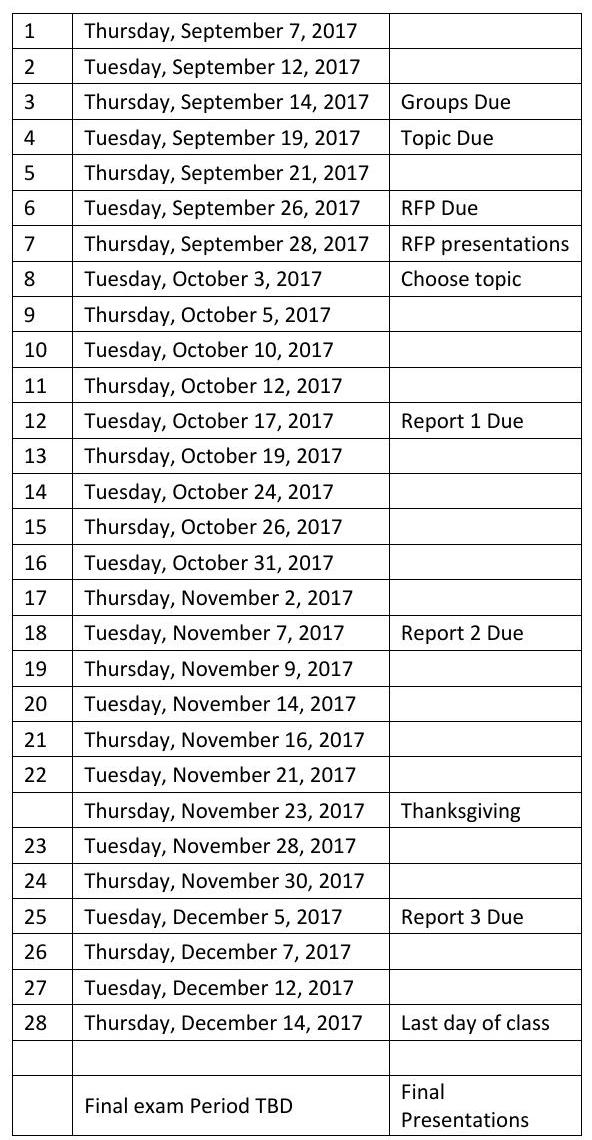 1 Thursday, September 7, 2017
2 Tuesday, September 12, 2017
3 Thursday, September 14, 2017 Groups Due
4 Tuesday, September 19, 2017 Topic Due
5 Thursday, September 21, 2017
6 Tuesday, September 26, 2017 RFP Due
7 Thursday, September 28, 2017 RFP presentations
8 Tuesday, October 3, 2017 Choose topic
9 Thursday, October 5, 2017
10 Tuesday, October 10, 2017
11 Thursday, October 12, 2017
12 Tuesday, October 17, 2017 Report 1 Due
13 Thursday, October 19, 2017
14 Tuesday, October 24, 2017
15 Thursday, October 26, 2017
16 Tuesday, October 31, 2017
17 Thursday, November 2, 2017
18 Tuesday, November 7, 2017 Report 2 Due
19 Thursday, November 9, 2017
20 Tuesday, November 14, 2017
21 Thursday, November 16, 2017
22 Tuesday, November 21, 2017
Thursday, November 23, 2017 Thanksgiving
23 Tuesday, November 28, 2017
24 Thursday, November 30, 2017
25 Tuesday, December 5, 2017 Report 3 Due
26 Thursday, December 7, 2017
27 Tuesday, December 12, 2017
28 Thursday, December 14, 2017 Last day of class
Final exam Period TBD
Final
Presentations